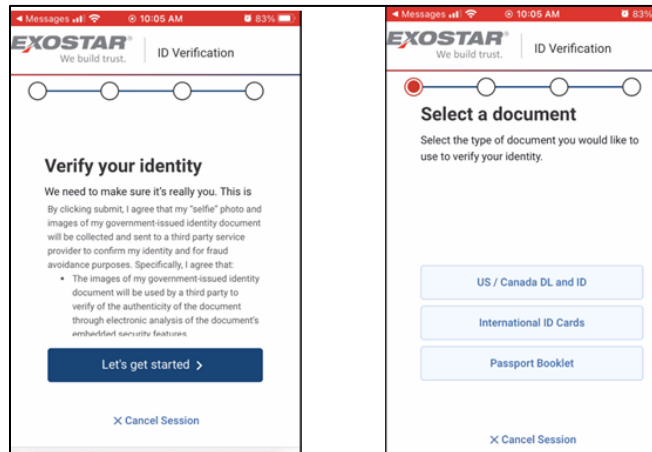 Messages 10:05 AM 83%
EXOSTAR®
We build trust.
ID Verification
Verify your identity
We need to make sure it's really you. This is
By clicking submit, I agree that my "selfie" photo and
images of my government-issued identity document
will be collected and sent to a third party service
provider to confirm my identity and for fraud
avoidance purposes. Specifically, I agree that:
• The images of my government-issued identity
document will be used by a third party to
verify of the authenticity of the document
through electronic analysis of the document's
embedded security features
Let's get started >
X Cancel Session
Messages 10:05 AM 83%
EXOSTAR®
We build trust.
ID Verification
Select a document
Select the type of document you would like to
use to verify your identity.
US / Canada DL and ID
International ID Cards
Passport Booklet
X Cancel Session